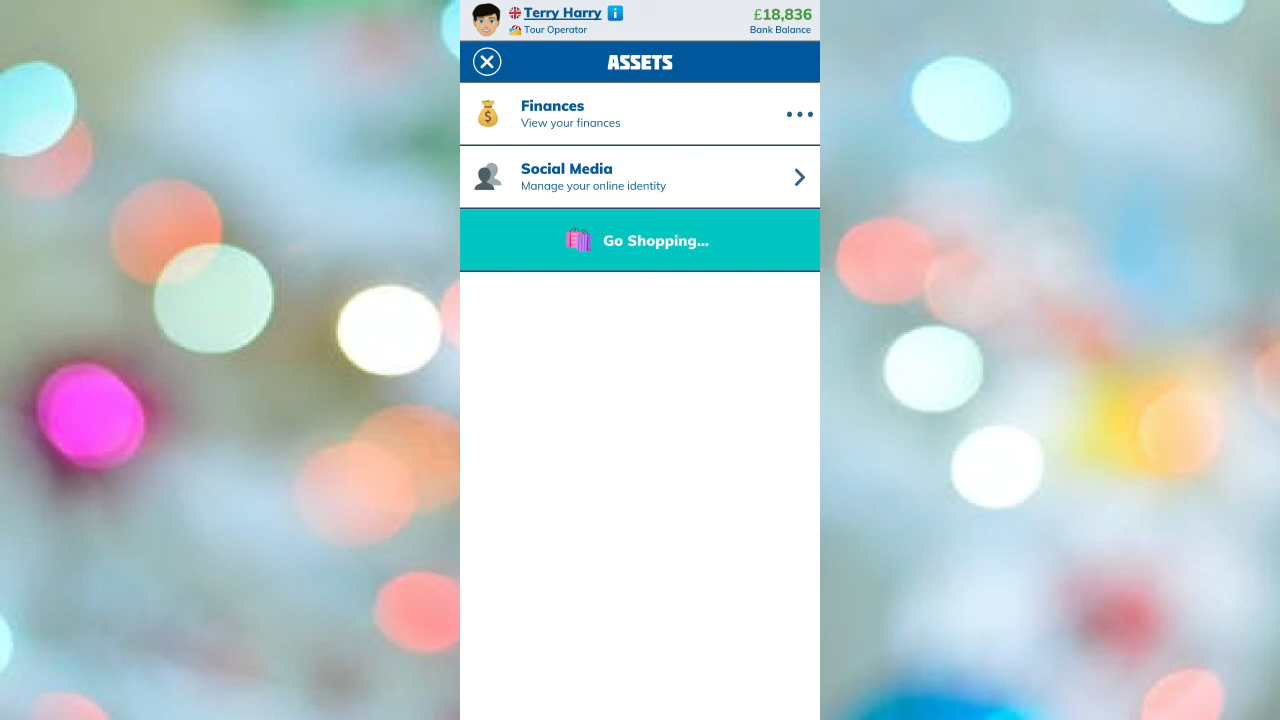 Terry Harry
£18,836
Tour Operator
Bank Balance
ASSETS
Finances
View your finances
Social Media
Manage your online identity
Go Shopping...